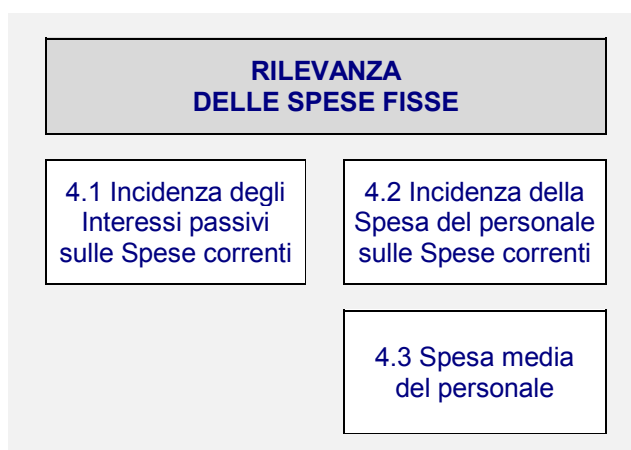 RILEVANZA
DELLE SPESE FISSE
4.1 Incidenza degli
Interessi passivi
sulle Spese correnti
4.2 Incidenza della
Spesa del personale
sulle Spese correnti
4.3 Spesa media
del personale